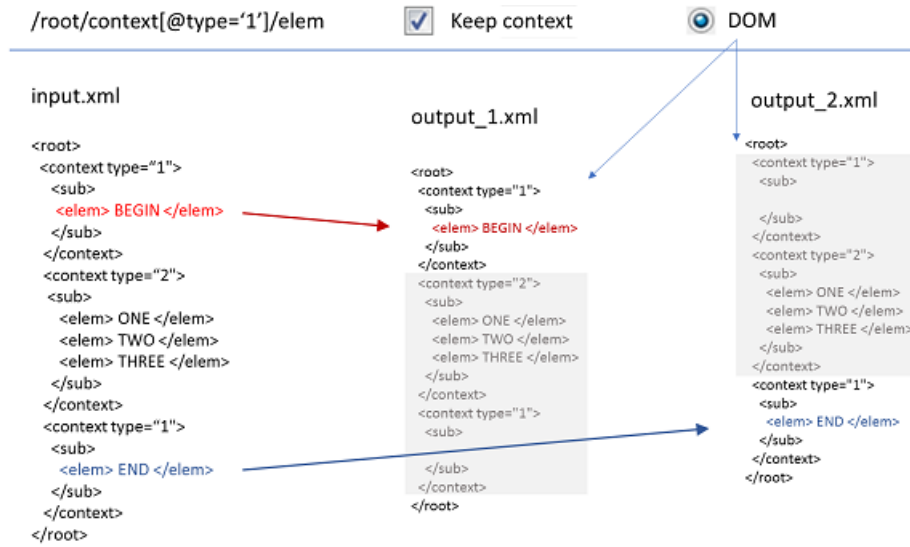 /root/context[@type=‘1’]/elem
Keep context
DOM
input.xml
<root>
<context type=“1">
<sub>
<elem> BEGIN </elem>
</sub>
</context>
<context type=“2">
<sub>
<elem> ONE </elem>
<elem> TWO </elem>
<elem> THREE </elem>
</sub>
</context>
<context type=“1">
<sub>
<elem> END </elem>
</sub>
</context>
</root>
output_1.xml
<root>
<context type="1">
<sub>
<elem> BEGIN </elem>
</sub>
</context>
<context type="2">
<sub>
<elem> ONE </elem>
<elem> TWO </elem>
<elem> THREE </elem>
</sub>
</context>
<context type="1">
<sub>
</sub>
</context>
</root>
output_2.xml
<root>
<context type="1">
<sub>
</sub>
</context>
<context type="2">
<sub>
<elem> ONE </elem>
<elem> TWO </elem>
<elem> THREE </elem>
</sub>
</context>
<context type="1">
<sub>
<elem> END </elem>
</sub>
</context>
</root>